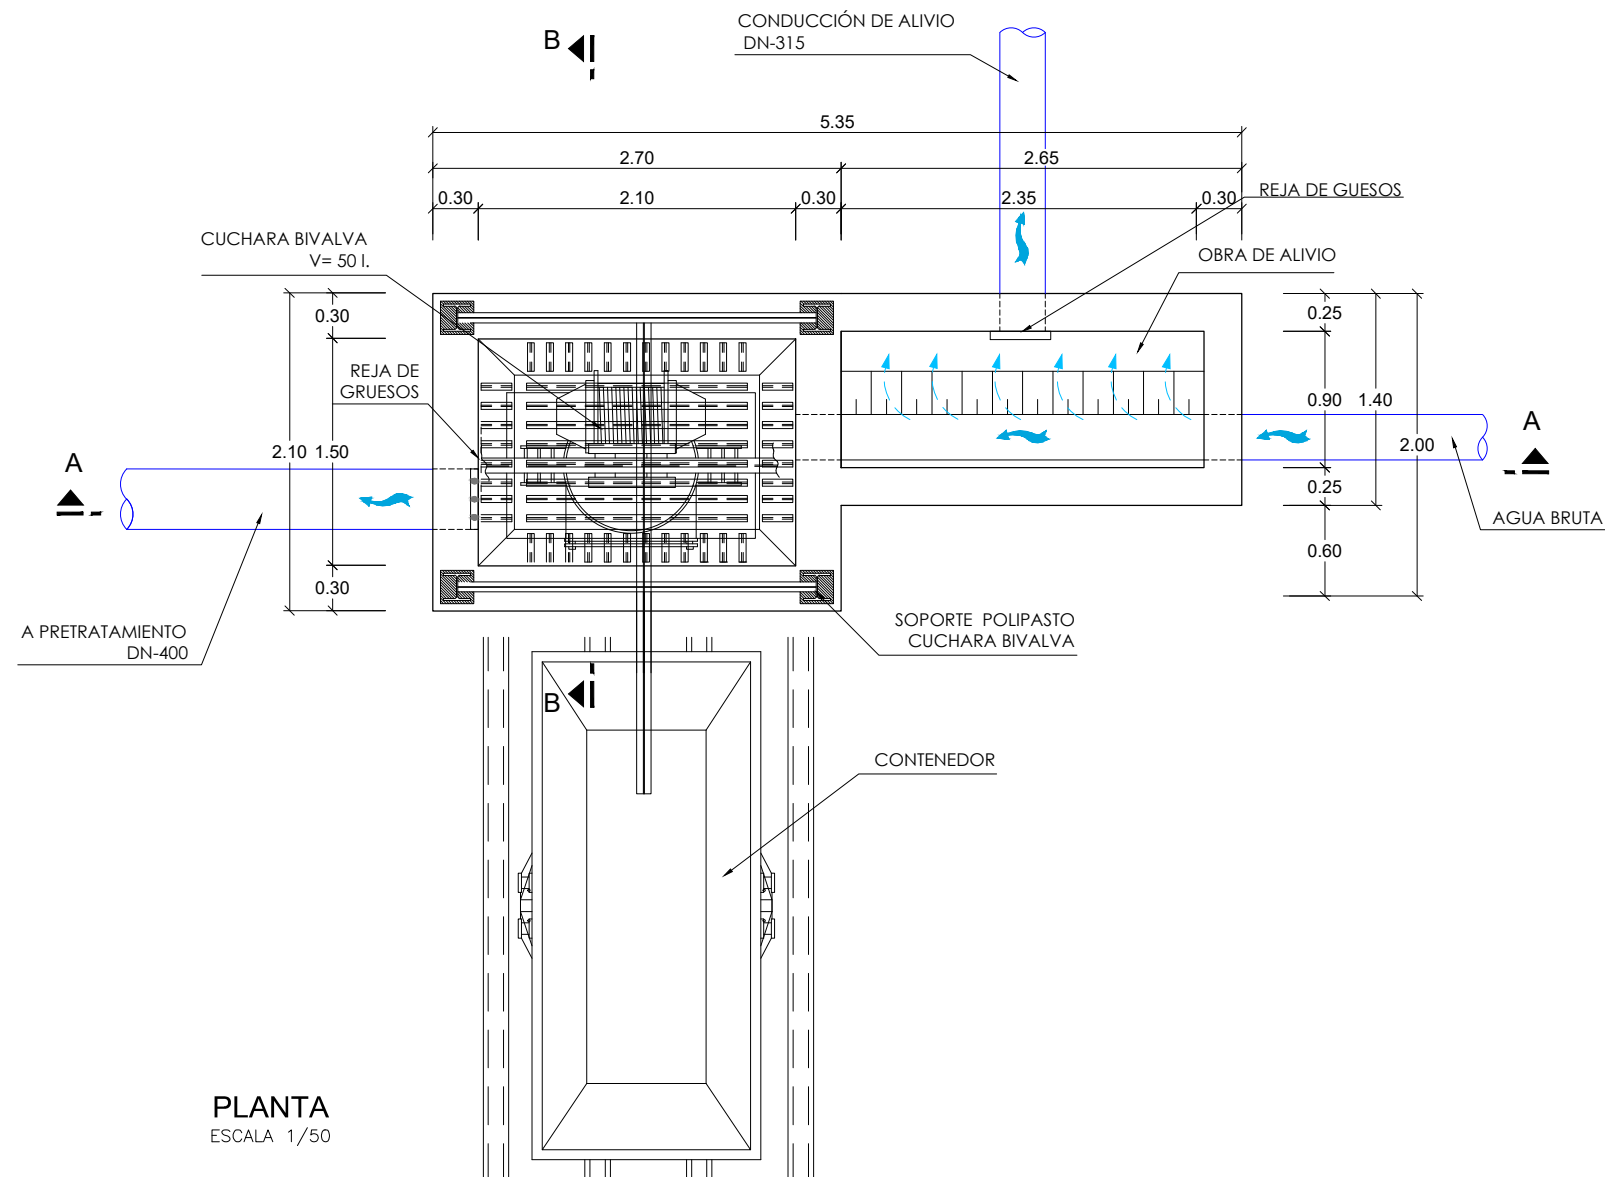 CONDUCCIÓN DE ALIVIO
DN-315
B
5.35
2.70
2.65
0.30
2.10
0.30
2.35
0.30
REJA DE GUESOS
CUCHARA BIVALVA
V= 50 l.
OBRA DE ALIVIO
0.30
0.25
REJA DE
GRUESOS
0.90
1.40
2.10
1.50
2.00
A
A
0.25
AGUA BRUTA
0.60
0.30
A PRETRATAMIENTO
DN-400
SOPORTE POLIPASTO
CUCHARA BIVALVA
B
CONTENEDOR
PLANTA
ESCALA 1/50